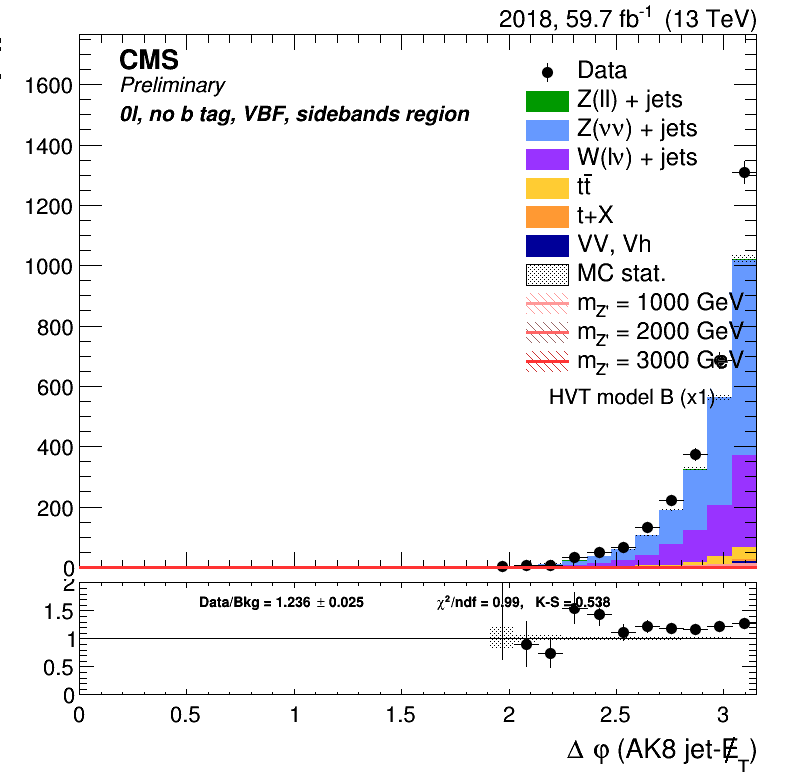 2018, 59.7 fb⁻¹ (13 TeV)
CMS
Preliminary
0l, no b tag, VBF, sidebands region
Data
Z(ll) + jets
Z(νν) + jets
W(lν) + jets
tt̄
t+X
VV, Vh
MC stat.
m_Z' = 1000 GeV
m_Z' = 2000 GeV
m_Z' = 3000 GeV
HVT model B (x1)
1600
1400
1200
1000
800
600
400
200
0
Data/Bkg = 1.236 ± 0.025 χ²/ndf = 0.99, K-S = 0.538
2
1.5
1
0.5
0
0 0.5 1 1.5 2 2.5 3
Δ φ (AK8 jet-E̸_T)